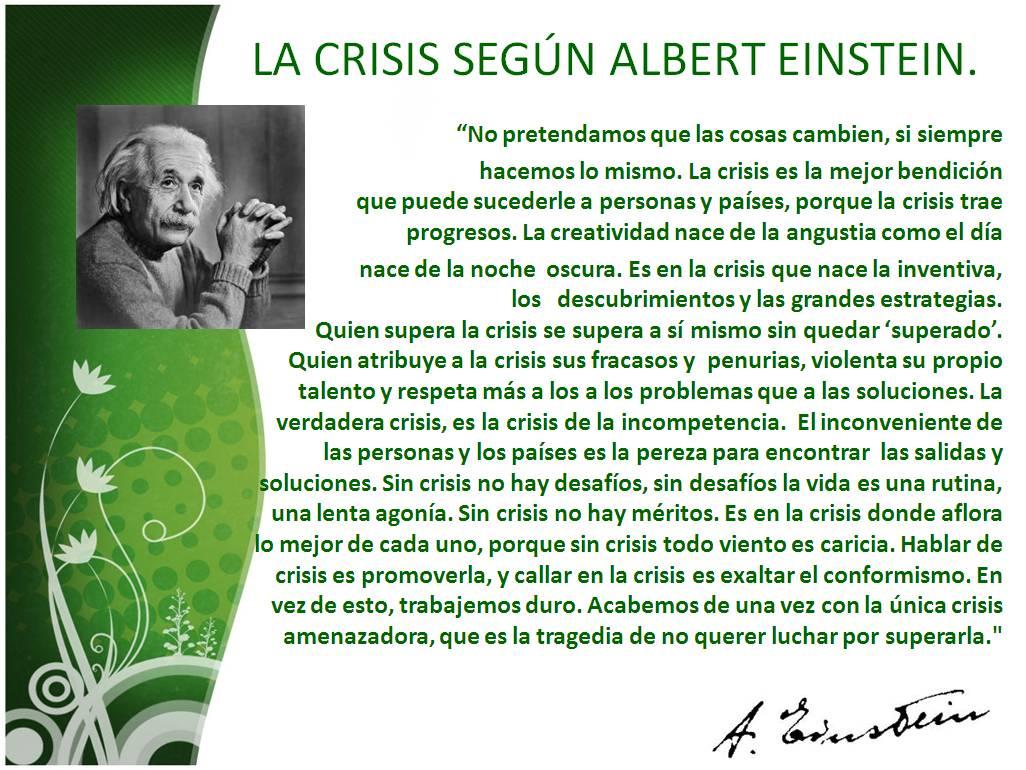 LA CRISIS SEGÚN ALBERT EINSTEIN.
“No pretendamos que las cosas cambien, si siempre
hacemos lo mismo. La crisis es la mejor bendición
que puede sucederle a personas y países, porque la crisis trae
progresos. La creatividad nace de la angustia como el día
nace de la noche oscura. Es en la crisis que nace la inventiva,
los descubrimientos y las grandes estrategias.
Quien supera la crisis se supera a sí mismo sin quedar ‘superado’.
Quien atribuye a la crisis sus fracasos y penurias, violenta su propio
talento y respeta más a los a los problemas que a las soluciones. La
verdadera crisis, es la crisis de la incompetencia. El inconveniente de
las personas y los países es la pereza para encontrar las salidas y
soluciones. Sin crisis no hay desafíos, sin desafíos la vida es una rutina,
una lenta agonía. Sin crisis no hay méritos. Es en la crisis donde aflora
lo mejor de cada uno, porque sin crisis todo viento es caricia. Hablar de
crisis es promoverla, y callar en la crisis es exaltar el conformismo. En
vez de esto, trabajemos duro. Acabemos de una vez con la única crisis
amenazadora, que es la tragedia de no querer luchar por superarla."
A. Einstein